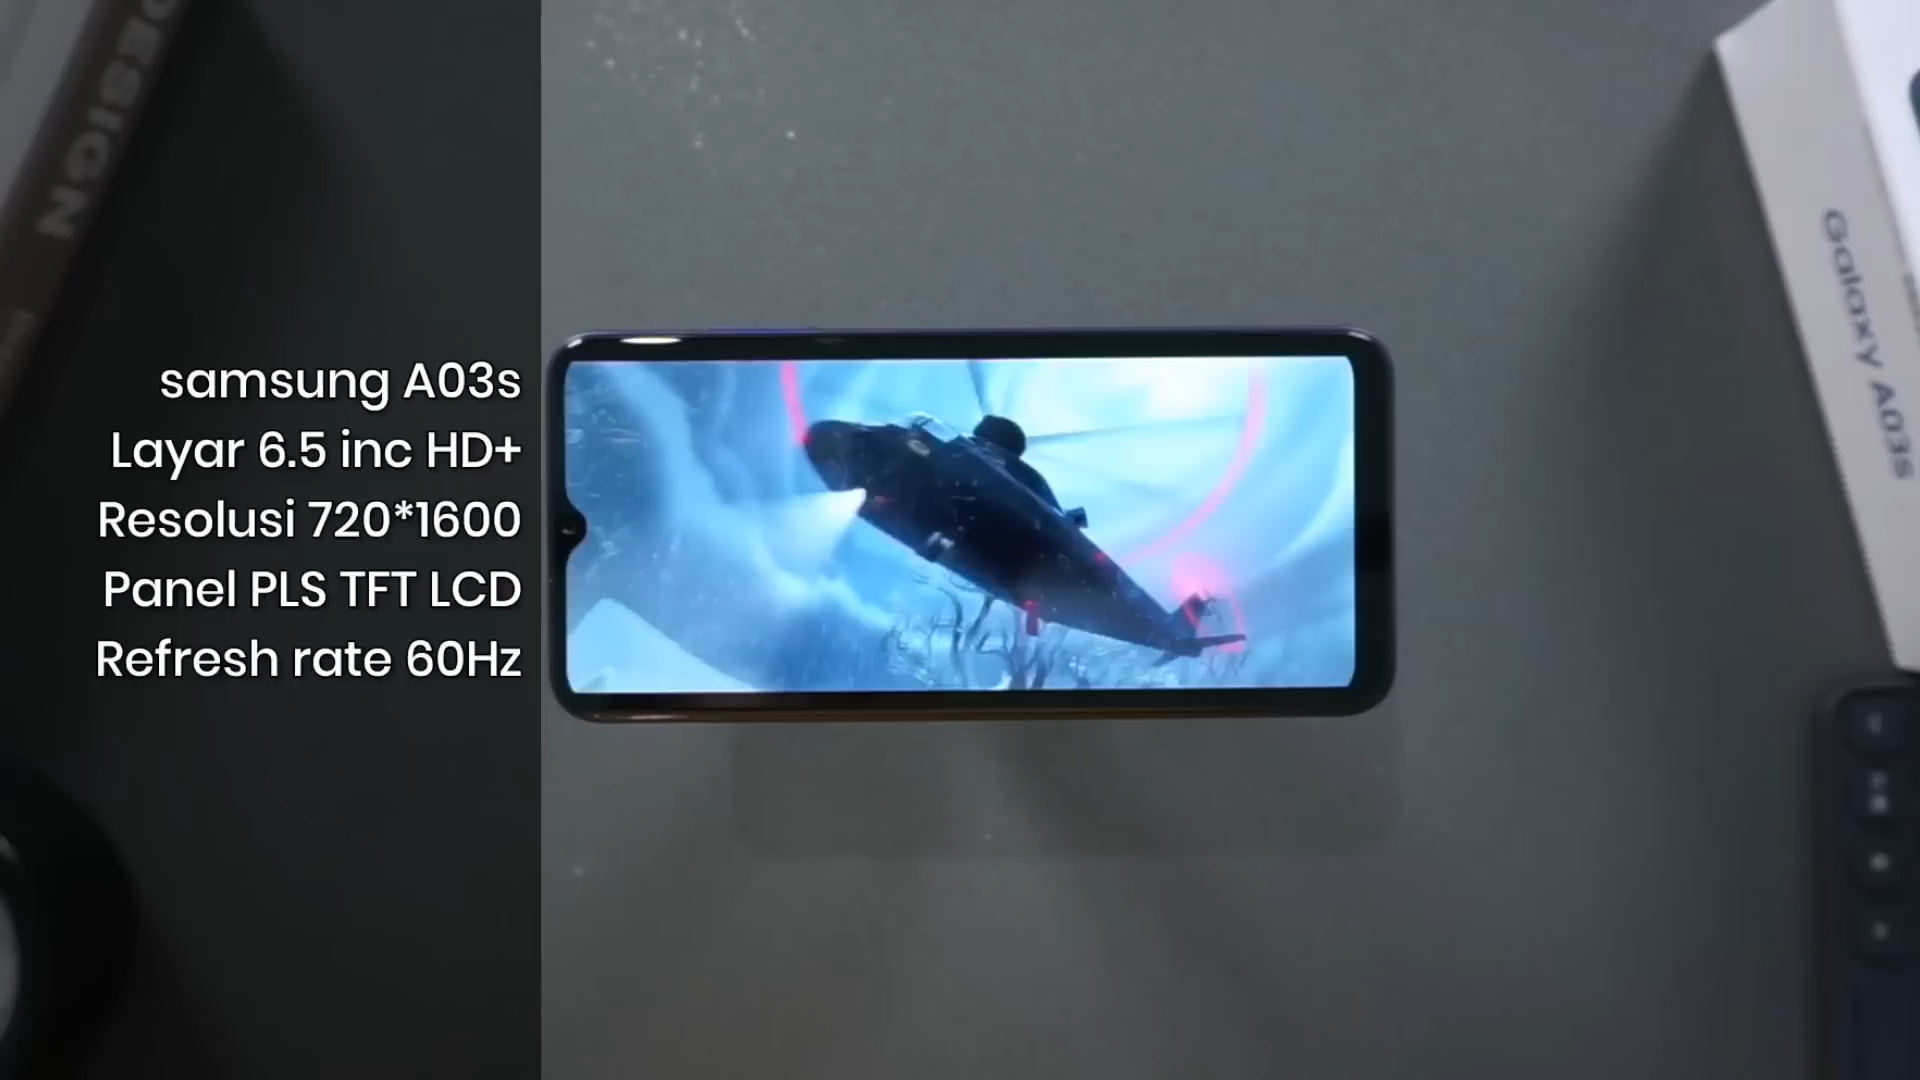 DESIGN
samsung A03s
Layar 6.5 inc HD+
Resolusi 720*1600
Panel PLS TFT LCD
Refresh rate 60Hz
Galaxy A03s